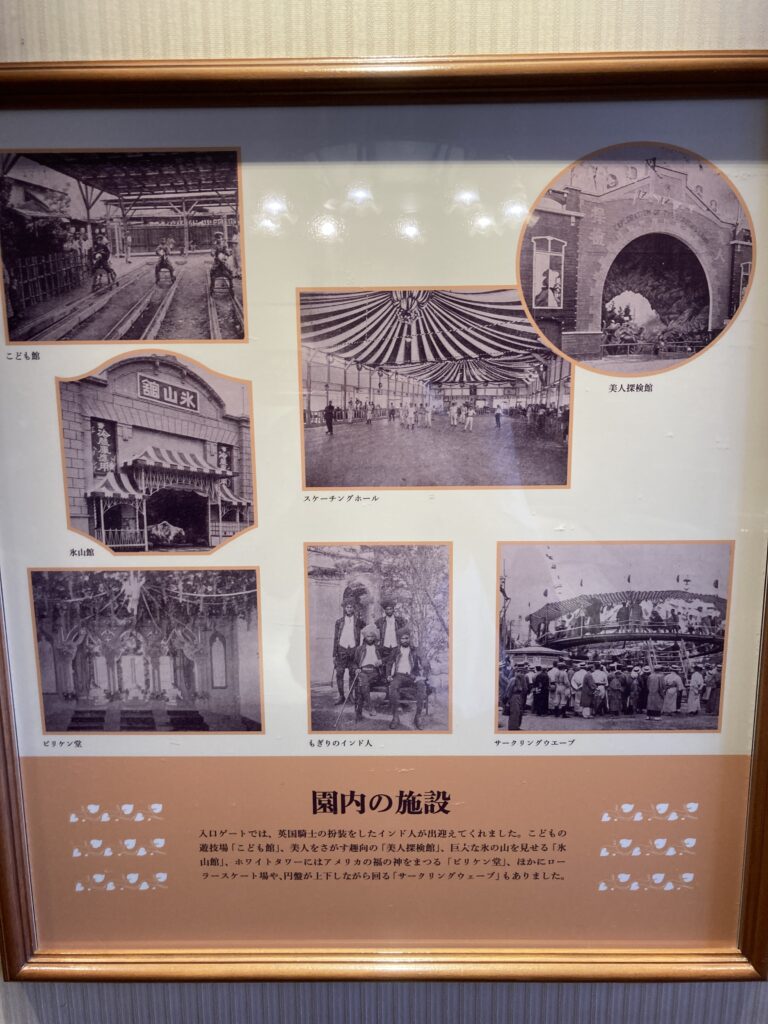 こども館
美人探検館
スケーチングホール
舘山氷
氷山館
ビリケン堂
もぎりのインド人
サークリングウエーブ
園内の施設
入口ゲートでは、英国騎士の扮装をしたインド人が出迎えてくれました。こどもの
遊技場「こども館」、美人をさがす趣向の「美人探検館」、巨大な氷の山を見せる「氷
山館」、ホワイトタワーにはアメリカの福の神をまつる「ビリケン堂」、ほかにロー
ラースケート場や、円盤が上下しながら回る「サークリングウェーブ」もありました。